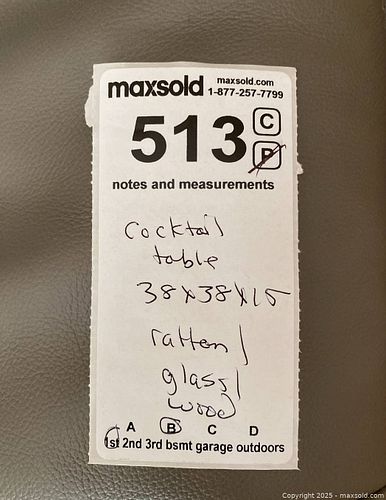 maxsold maxsold.com
1-877-257-7799
513 C
P
notes and measurements
Cocktail
table
38x38x15
rattan/
glass/
wood
A B C D
1st 2nd 3rd bsmt garage outdoors
Copyright 2025 - maxsold.com